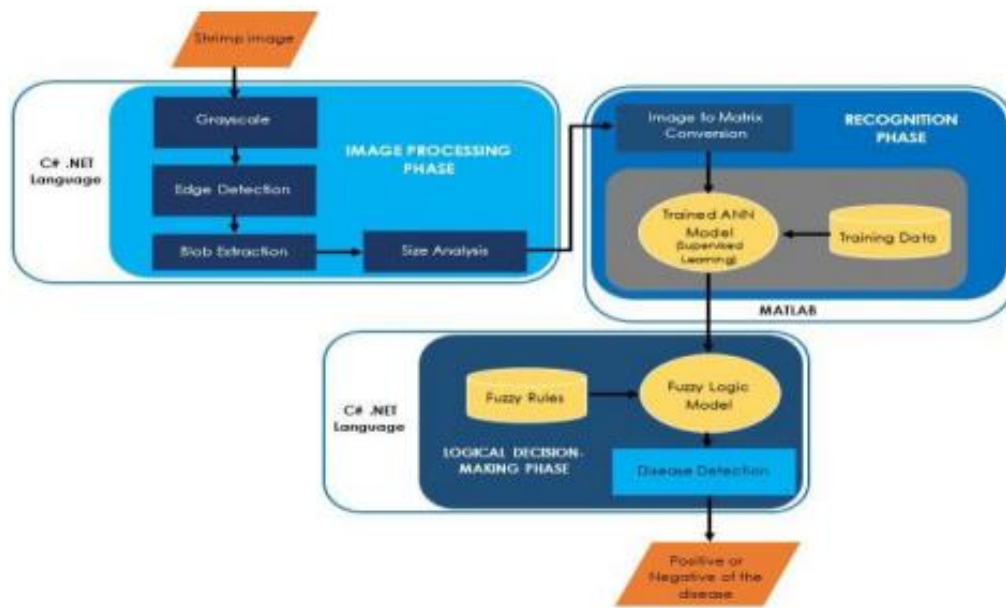 Shrimp image
C# .NET
Language
Grayscale
Edge Detection
Blob Extraction
Size Analysis
IMAGE PROCESSING
PHASE
Image to Matrix
Conversion
RECOGNITION
PHASE
Trained ANN
Model
(Supervised
Learning)
Training Data
MATLAB
C# .NET
Language
Fuzzy Rules
Fuzzy Logic
Model
LOGICAL DECISION-
MAKING PHASE
Disease Detection
Positive or
Negative of the
disease